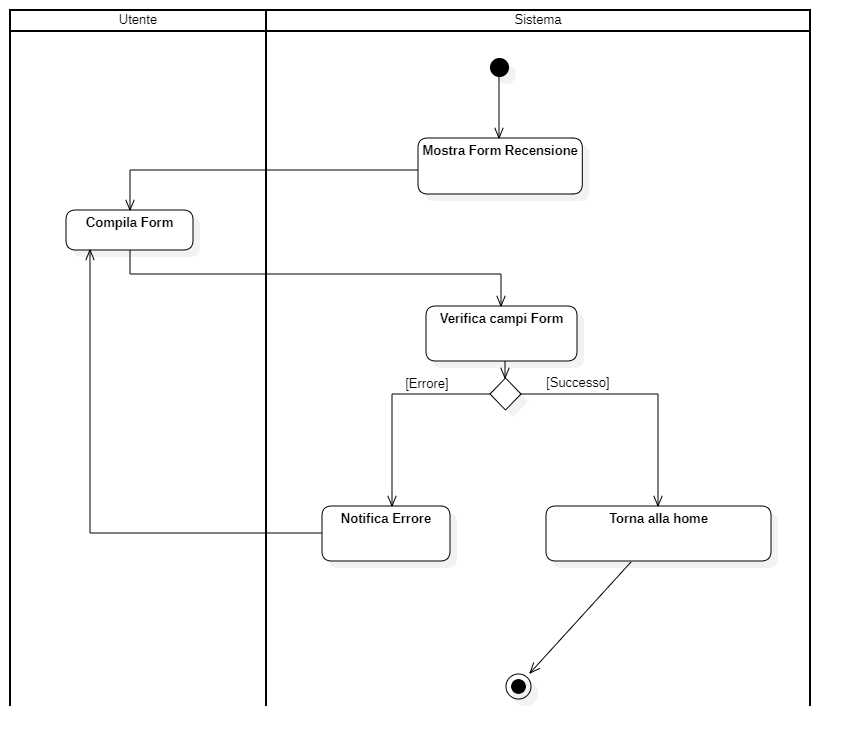 Utente
Sistema
Mostra Form Recensione
Compila Form
Verifica campi Form
[Errore]
[Successo]
Notifica Errore
Torna alla home